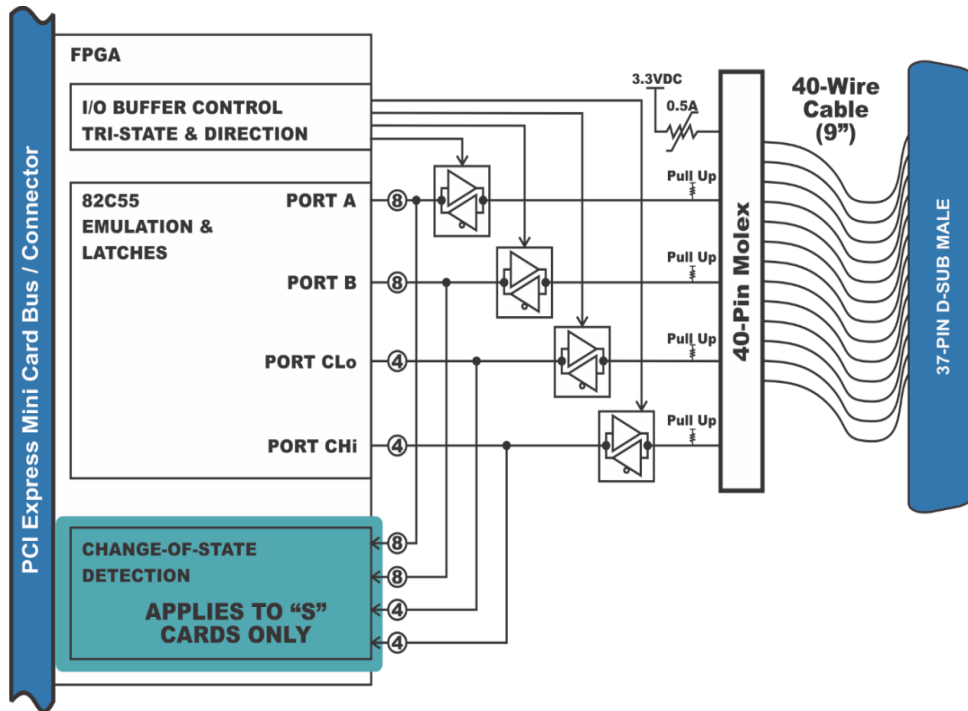 PCI Express Mini Card Bus / Connector
FPGA
I/O BUFFER CONTROL
TRI-STATE & DIRECTION
82C55
EMULATION &
LATCHES
PORT A
8
PORT B
8
PORT CLo
4
PORT CHi
4
CHANGE-OF-STATE
DETECTION
APPLIES TO “S”
CARDS ONLY
8
8
4
4
3.3VDC
0.5A
Pull Up
Pull Up
Pull Up
Pull Up
40-Pin Molex
40-Wire
Cable
(9”)
37-PIN D-SUB MALE